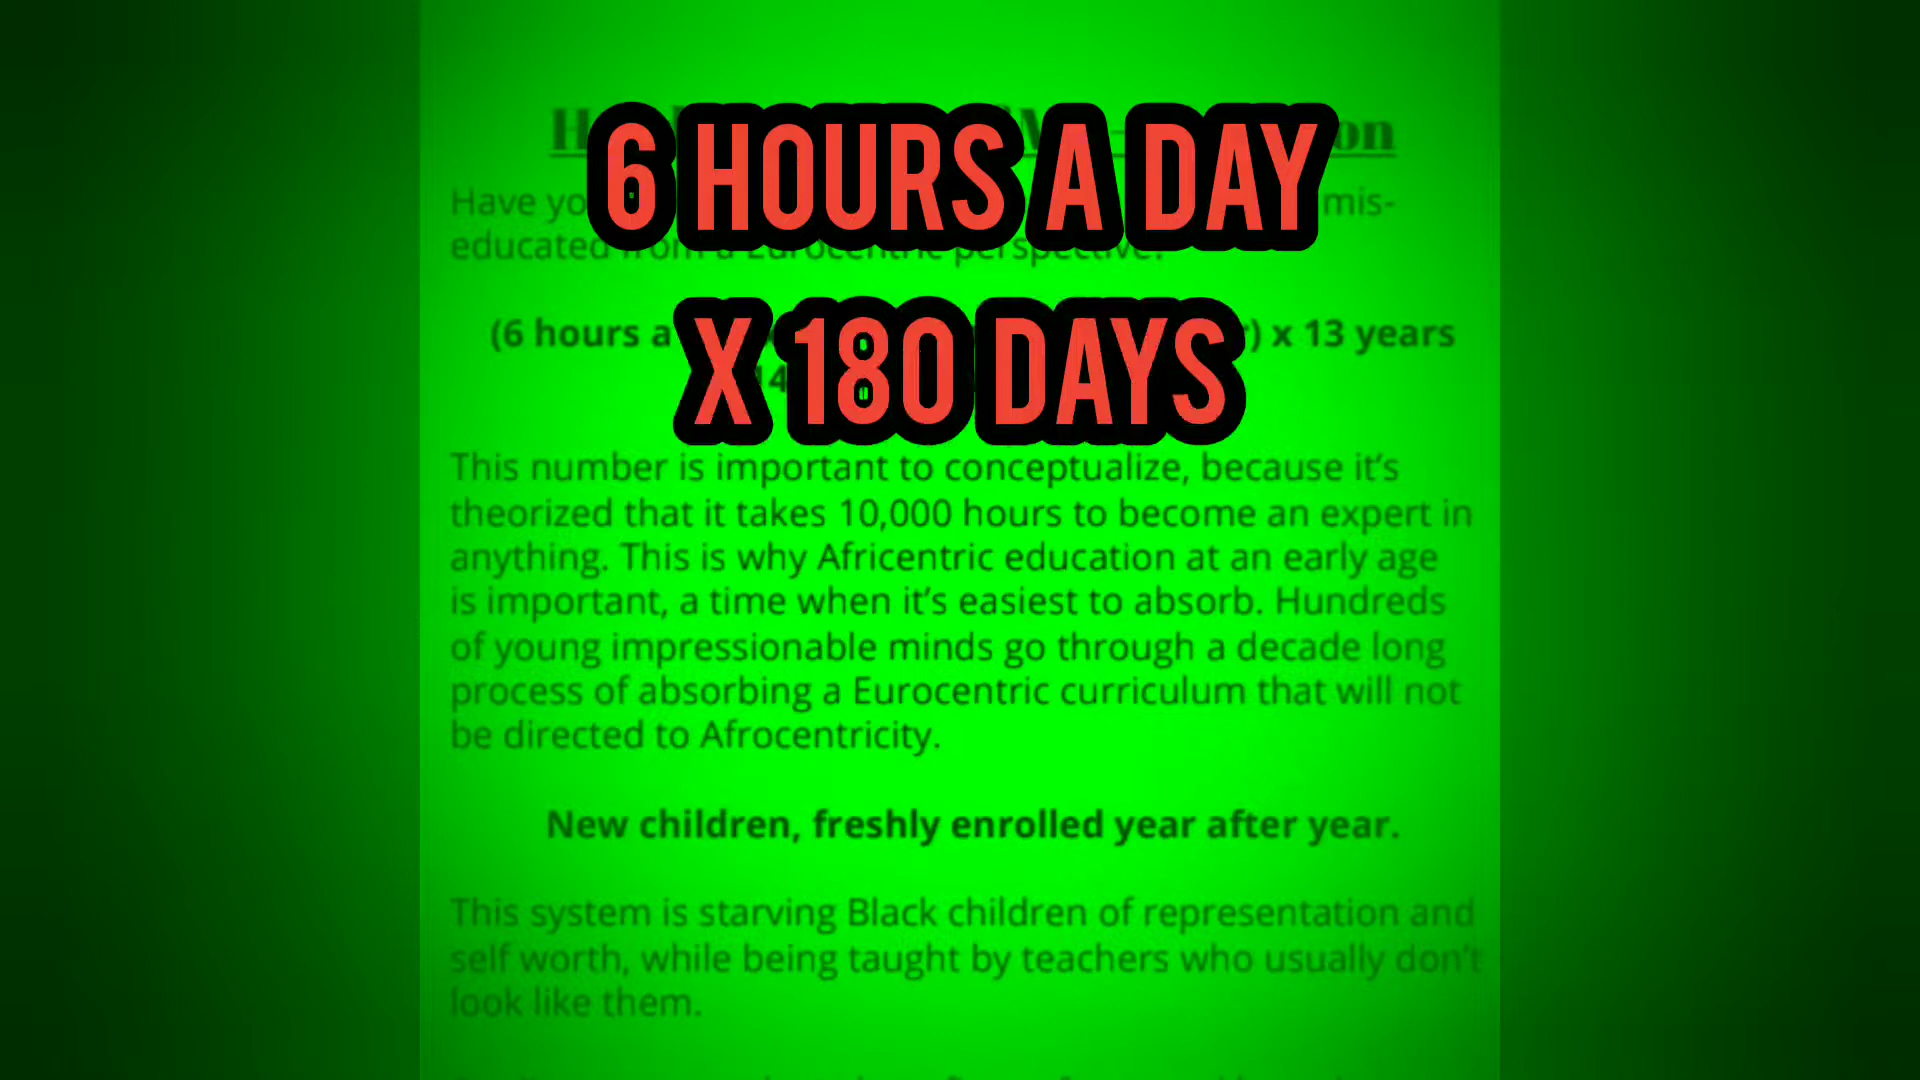 6 HOURS A DAY
X 180 DAYS
on
Have mis-
educated from a Eurocentric perspective.
(6 hours a x 13 years
This number is important to conceptualize, because it's
theorized that it takes 10,000 hours to become an expert in
anything. This is why Africentric education at an early age
is important, a time when it's easiest to absorb. Hundreds
of young impressionable minds go through a decade long
process of absorbing a Eurocentric curriculum that will not
be directed to Afrocentricity.
New children, freshly enrolled year after year.
This system is starving Black children of representation and
self worth, while being taught by teachers who usually don't
look like them.